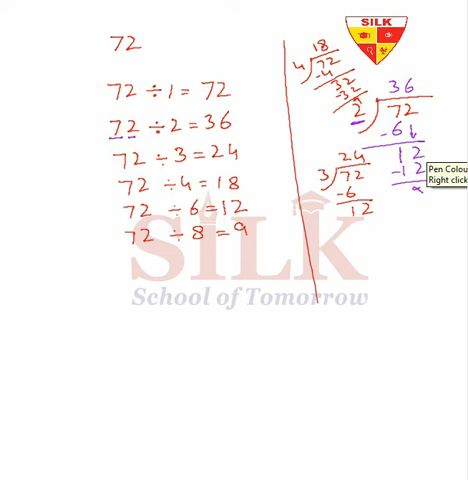 SILK
72
72 ÷ 1 = 72
72 ÷ 2 = 36
72 ÷ 3 = 24
72 ÷ 4 = 18
72 ÷ 6 = 12
72 ÷ 8 = 9
18
4 72
-4
32
-32
36
2 72
-6
12
-12
24
3 72
-6
12
Pen Colou
Right click
SILK
School of Tomorrow